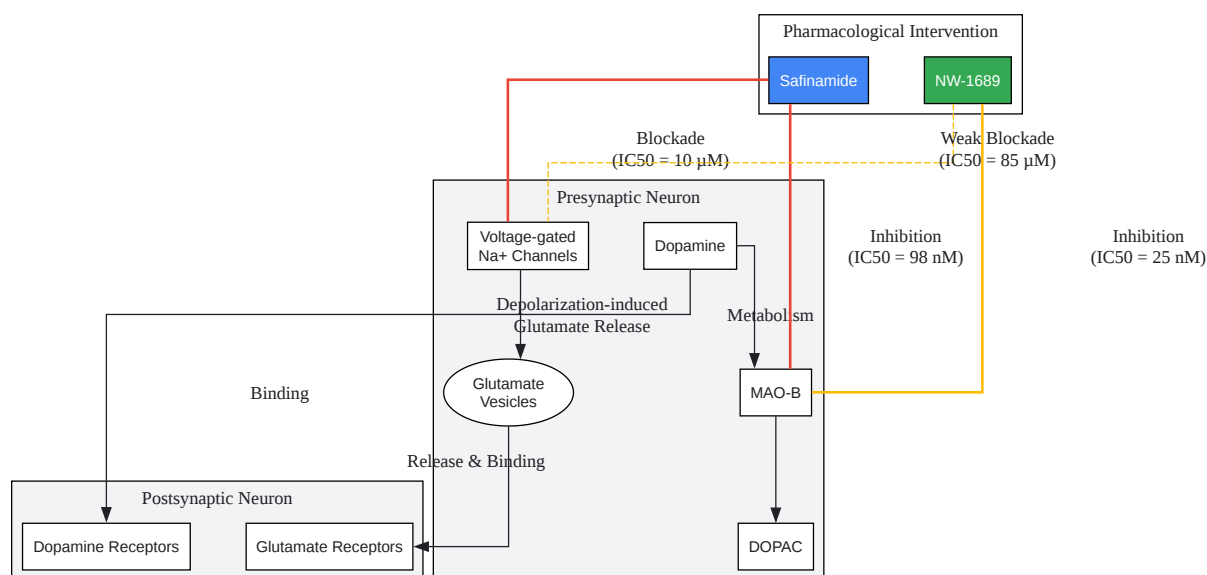 Pharmacological Intervention
Safinamide
NW-1689
Blockade
(IC50 = 10 µM)
Weak Blockade
(IC50 = 85 µM)
Presynaptic Neuron
Voltage-gated
Na+ Channels
Dopamine
Inhibition
(IC50 = 98 nM)
Inhibition
(IC50 = 25 nM)
Depolarization-induced
Glutamate Release
Metabolism
Glutamate
Vesicles
MAO-B
Binding
Release & Binding
Postsynaptic Neuron
Dopamine Receptors
Glutamate Receptors
DOPAC